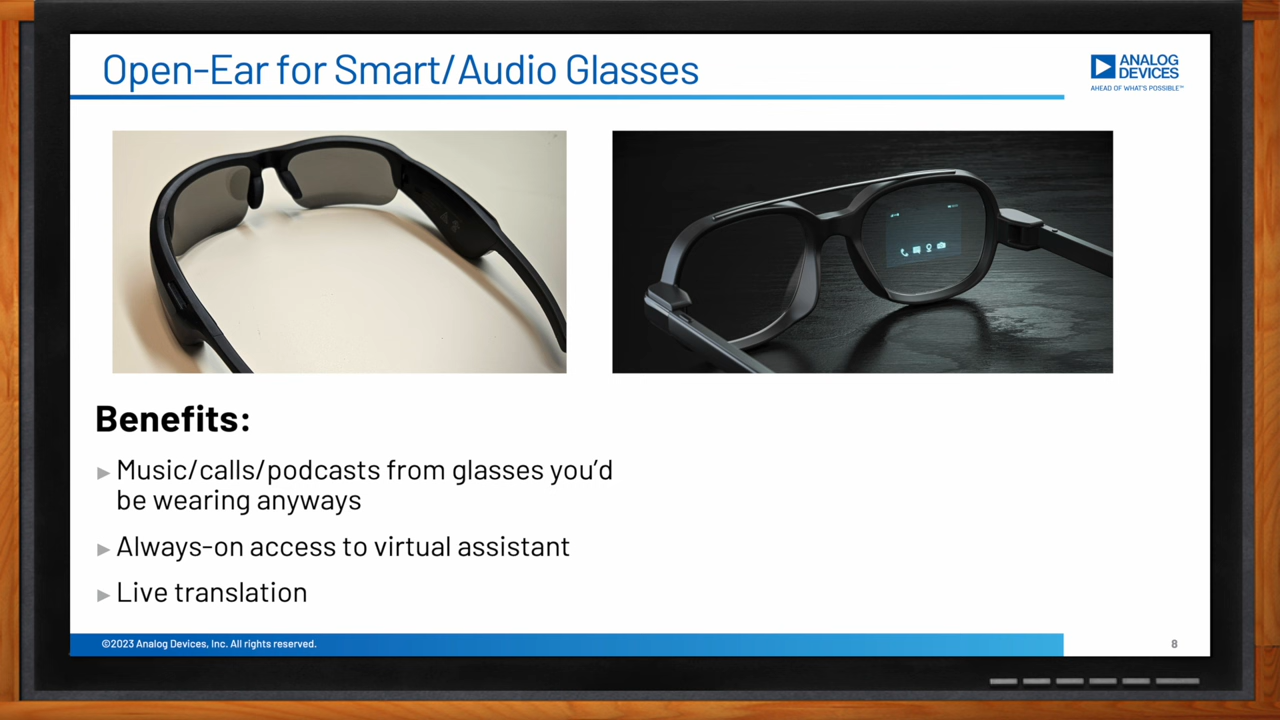 Open-Ear for Smart/Audio Glasses
ANALOG
DEVICES
AHEAD OF WHAT'S POSSIBLE™
Benefits:
Music/calls/podcasts from glasses you'd
be wearing anyways
Always-on access to virtual assistant
Live translation
©2023 Analog Devices, Inc. All rights reserved.
8